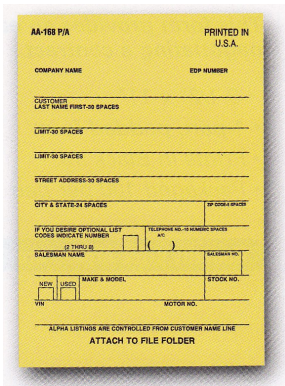 AA-168 P/A PRINTED IN
U.S.A.
COMPANY NAME EDP NUMBER
CUSTOMER
LAST NAME FIRST-30 SPACES
LIMIT-30 SPACES
LIMIT-30 SPACES
STREET ADDRESS-30 SPACES
CITY & STATE-24 SPACES ZIP CODE-5 SPACES
IF YOU DESIRE OPTIONAL LIST TELEPHONE NO.-10 NUMERIC SPACES
CODES INDICATE NUMBER A/C
(2 THRU 8) ( )
SALESMAN NAME SALESMAN NO.
NEW USED MAKE & MODEL STOCK NO.
VIN MOTOR NO.
ALPHA LISTINGS ARE CONTROLLED FROM CUSTOMER NAME LINE
ATTACH TO FILE FOLDER